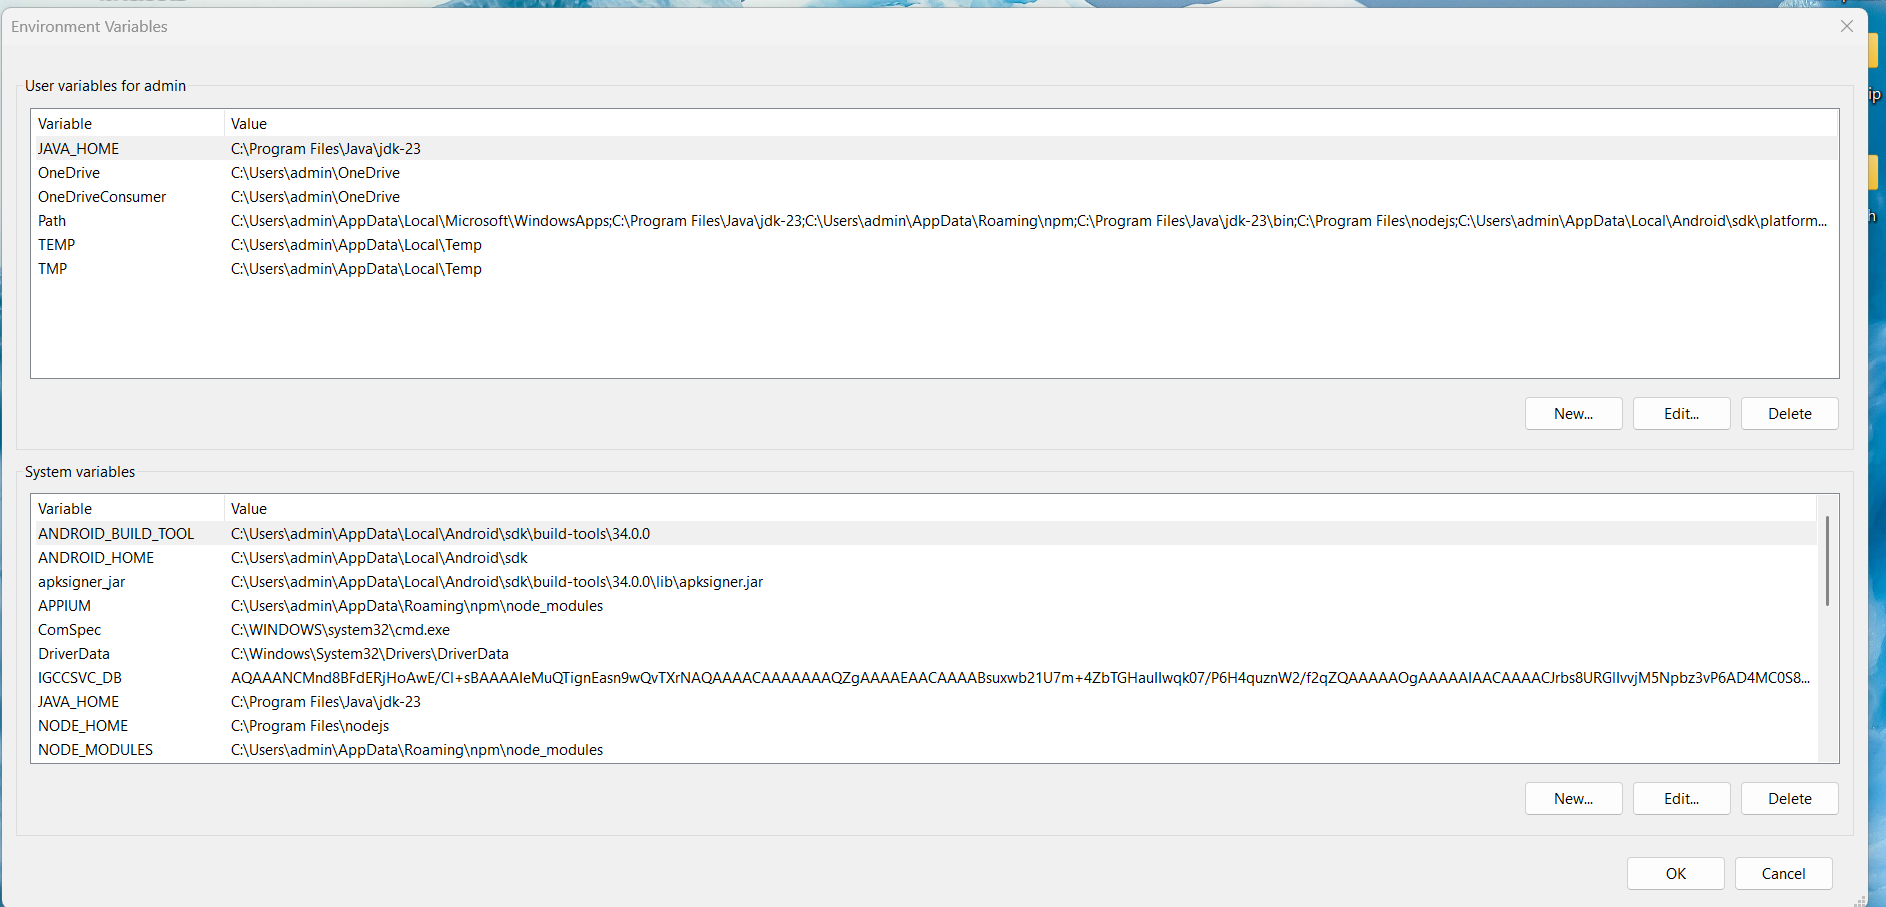 Environment Variables
User variables for admin
Variable Value
JAVA_HOME C:\Program Files\Java\jdk-23
OneDrive C:\Users\admin\OneDrive
OneDriveConsumer C:\Users\admin\OneDrive
Path C:\Users\admin\AppData\Local\Microsoft\WindowsApps;C:\Program Files\Java\jdk-23;C:\Users\admin\AppData\Roaming\npm;C:\Program Files\Java\jdk-23\bin;C:\Program Files\nodejs;C:\Users\admin\AppData\Local\Android\sdk\platform...
TEMP C:\Users\admin\AppData\Local\Temp
TMP C:\Users\admin\AppData\Local\Temp
New... Edit... Delete
System variables
Variable Value
ANDROID_BUILD_TOOL C:\Users\admin\AppData\Local\Android\sdk\build-tools\34.0.0
ANDROID_HOME C:\Users\admin\AppData\Local\Android\sdk
apksigner_jar C:\Users\admin\AppData\Local\Android\sdk\build-tools\34.0.0\lib\apksigner.jar
APPIUM C:\Users\admin\AppData\Roaming\npm\node_modules
ComSpec C:\WINDOWS\system32\cmd.exe
DriverData C:\Windows\System32\Drivers\DriverData
IGCCSVC_DB
JAVA_HOME C:\Program Files\Java\jdk-23
NODE_HOME C:\Program Files\nodejs
NODE_MODULES C:\Users\admin\AppData\Roaming\npm\node_modules
New... Edit... Delete
OK Cancel
ip
h